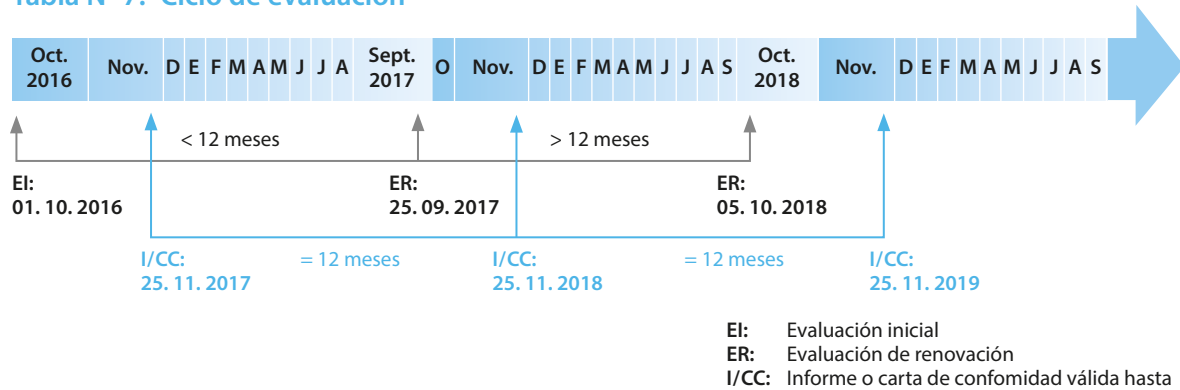 Tabla Nº 7: Ciclo de evaluación
Oct. 2016 Nov. D E F M A M J J A Sept. 2017 O Nov. D E F M A M J J A S Oct. 2018 Nov. D E F M A M J J A S
< 12 meses > 12 meses
EI: ER: ER:
01. 10. 2016 25. 09. 2017 05. 10. 2018
I/CC: = 12 meses I/CC: = 12 meses I/CC:
25. 11. 2017 25. 11. 2018 25. 11. 2019
EI: Evaluación inicial
ER: Evaluación de renovación
I/CC: Informe o carta de confomidad válida hasta